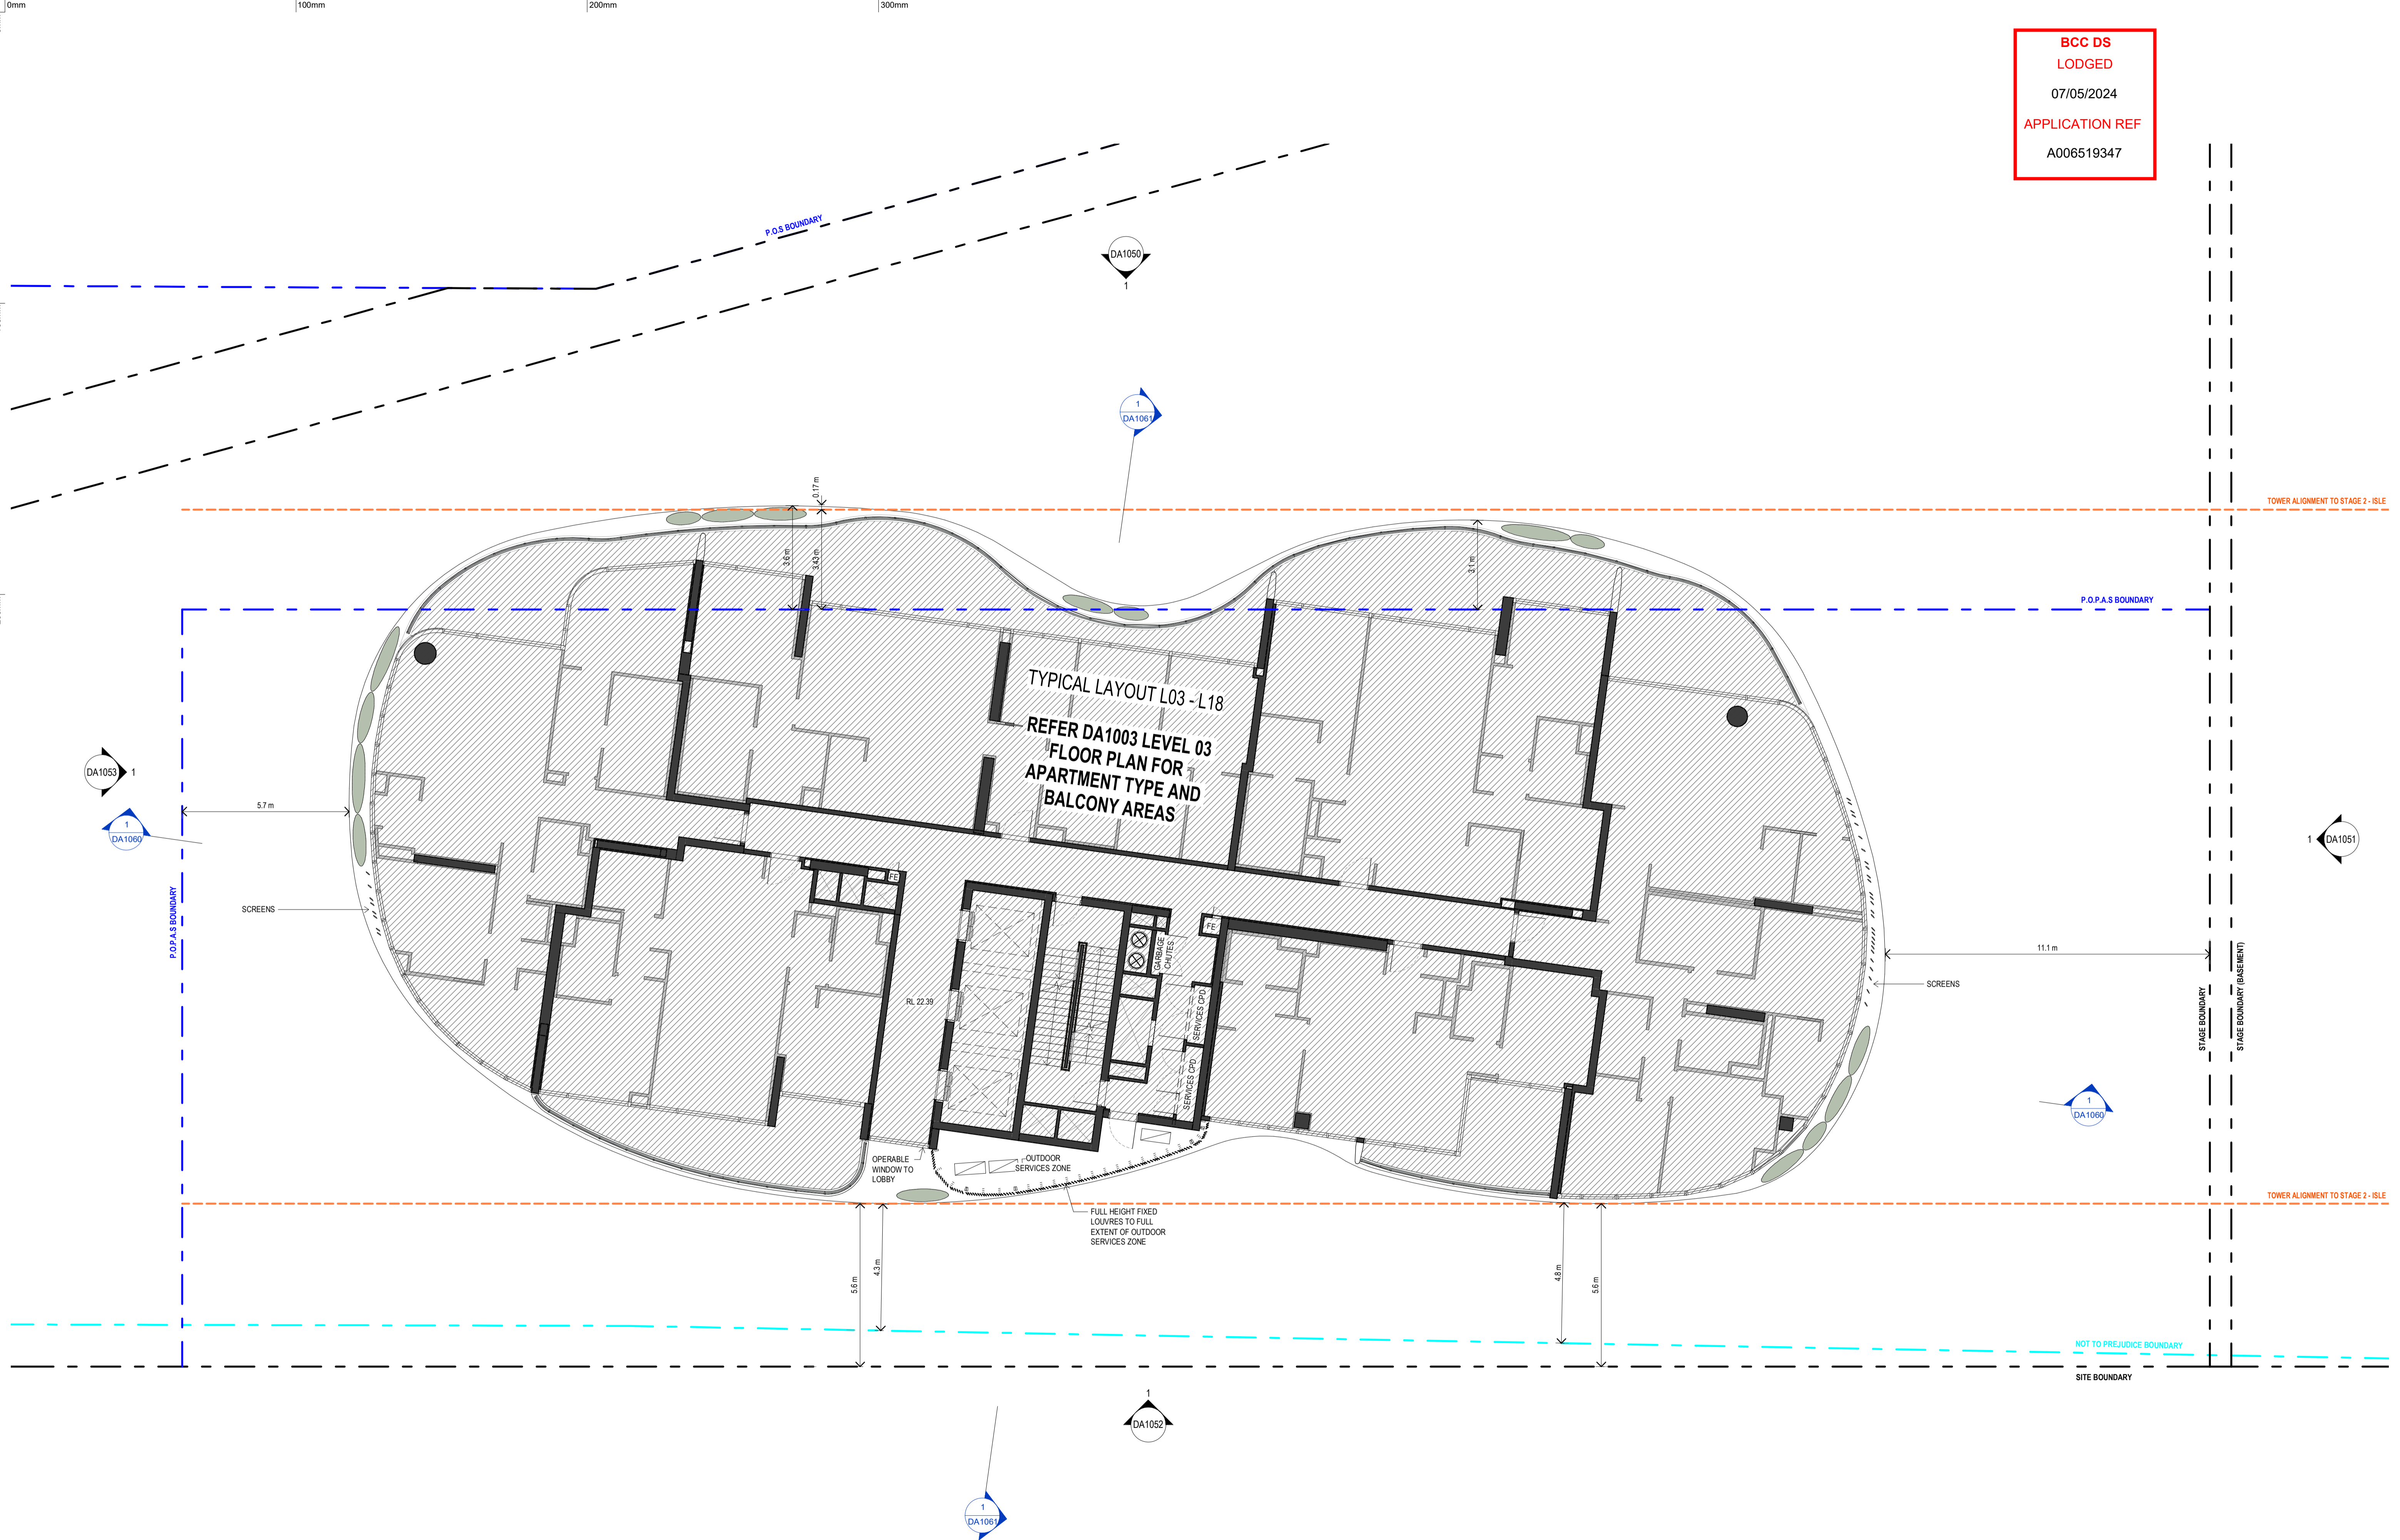 0mm
100mm
200mm
300mm
BCC DS
LODGED
07/05/2024
APPLICATION REF
A006519347
P.O.S BOUNDARY
DA1050
1
1
DA1061
0.17 m
TOWER ALIGNMENT TO STAGE 2 - ISLE
3.6 m
3.43 m
3.1 m
P.O.P.A.S BOUNDARY
TYPICAL LAYOUT L03 - L18
REFER DA1003 LEVEL 03
FLOOR PLAN FOR
APARTMENT TYPE AND
BALCONY AREAS
DA1053
1
5.7 m
1
DA1060
1
DA1051
FE
SCREENS
P.O.P.A.S BOUNDARY
FE
GARBAGE
CHUTES
11.1 m
SCREENS
STAGE BOUNDARY
STAGE BOUNDARY (BASEMENT)
RL 22.39
SERVICES CPD
SERVICES CPD
1
DA1060
OPERABLE
WINDOW TO
LOBBY
OUTDOOR
SERVICES ZONE
TOWER ALIGNMENT TO STAGE 2 - ISLE
FULL HEIGHT FIXED
LOUVRES TO FULL
EXTENT OF OUTDOOR
SERVICES ZONE
5.6 m
4.3 m
4.8 m
5.6 m
NOT TO PREJUDICE BOUNDARY
SITE BOUNDARY
1
DA1052
1
DA1061